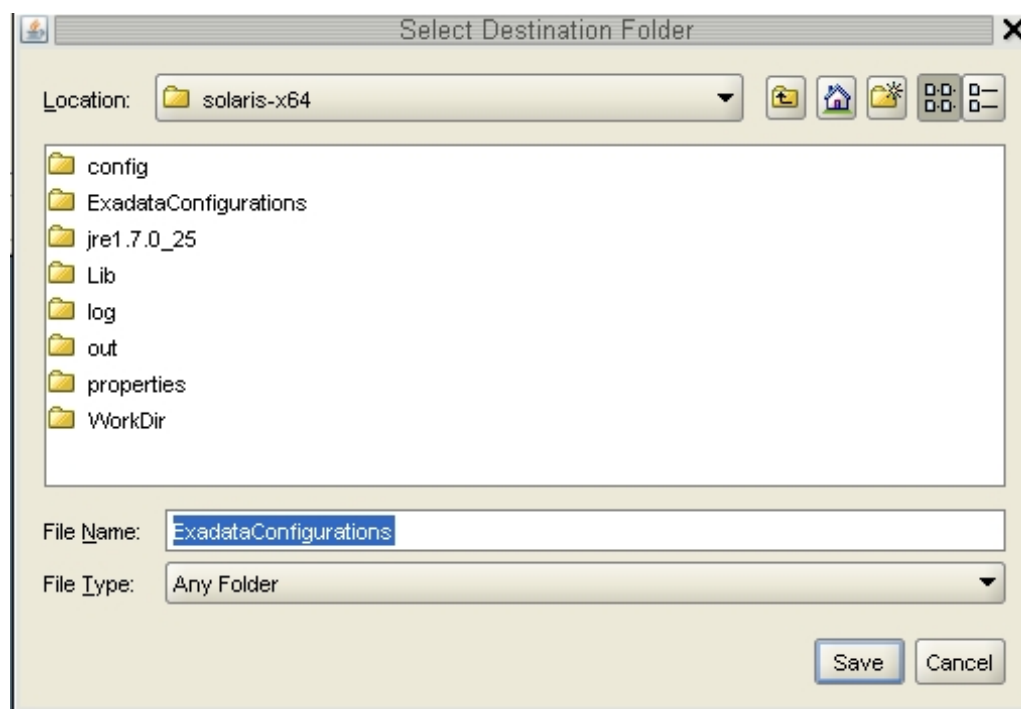 Select Destination Folder
Location: solaris-x64
config
ExadataConfigurations
jre1.7.0_25
Lib
log
out
properties
WorkDir
File Name: ExadataConfigurations
File Type: Any Folder
Save Cancel